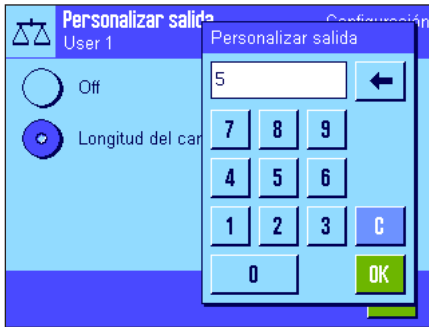 Personalizar salida
User 1
Off
Longitud del car
Personalizar salida
5
7 8 9
4 5 6
1 2 3 C
0 OK